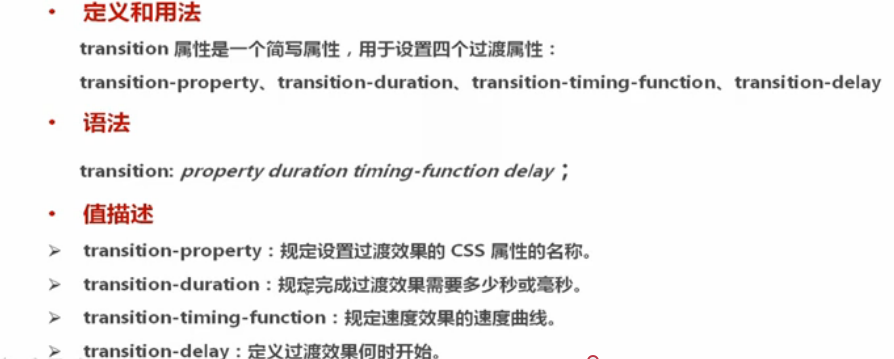 • 定义和用法
transition 属性是一个简写属性，用于设置四个过渡属性：
transition-property、transition-duration、transition-timing-function、transition-delay
• 语法
transition: property duration timing-function delay；
• 值描述
➢ transition-property：规定设置过渡效果的 CSS 属性的名称。
➢ transition-duration：规定完成过渡效果需要多少秒或毫秒。
➢ transition-timing-function：规定速度效果的速度曲线。
➢ transition-delay：定义过渡效果何时开始。